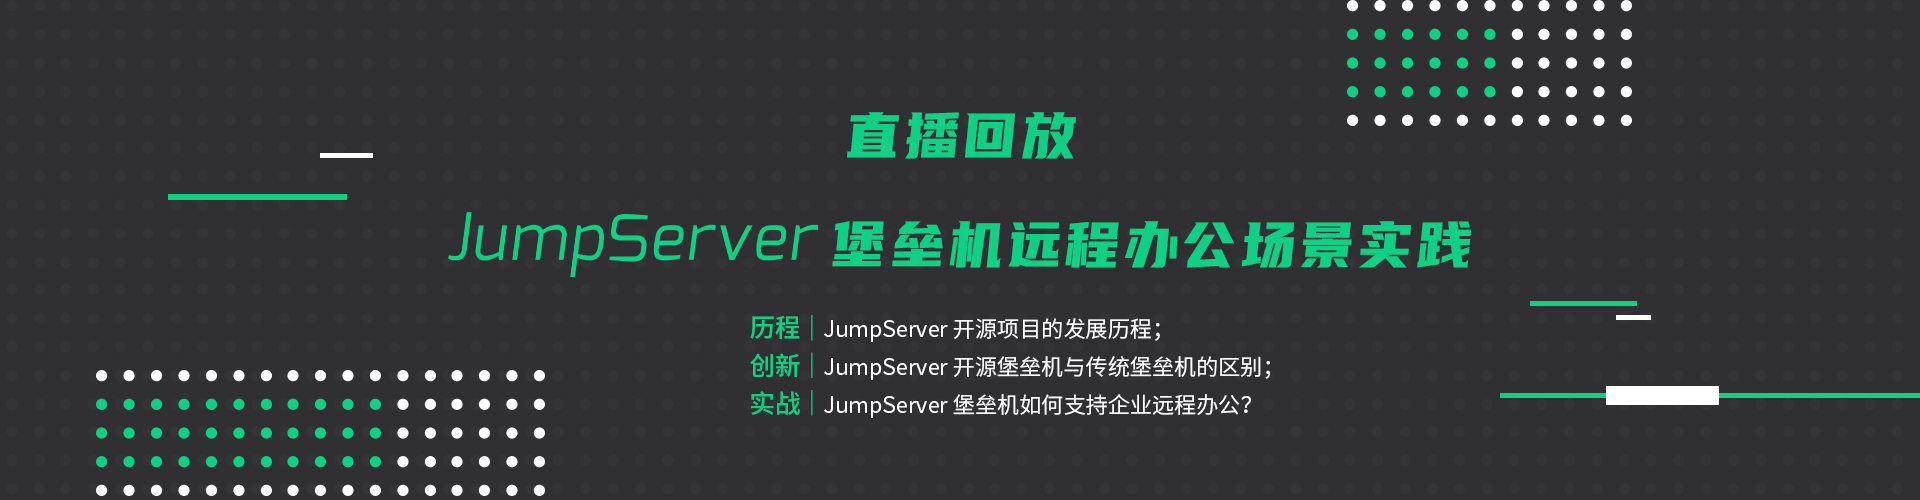 直播回放
JumpServer 堡垒机远程办公场景实践
历程｜JumpServer 开源项目的发展历程；
创新｜JumpServer 开源堡垒机与传统堡垒机的区别；
实战｜JumpServer 堡垒机如何支持企业远程办公？